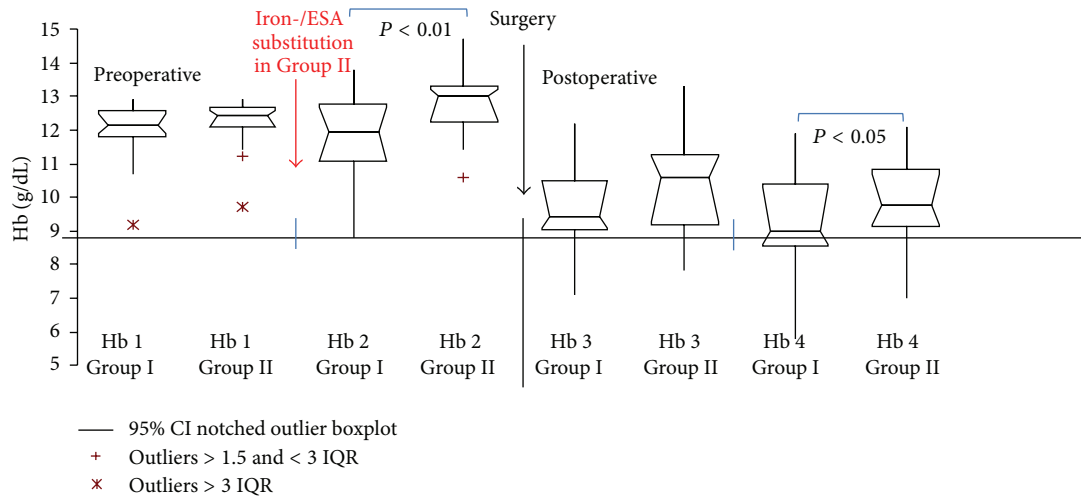 Iron-/ESA
substitution
in Group II
P < 0.01
Surgery
Preoperative
Postoperative
P < 0.05
Hb (g/dL)
15
14
13
12
11
10
9
8
7
6
5
Hb 1
Group I
Hb 1
Group II
Hb 2
Group I
Hb 2
Group II
Hb 3
Group I
Hb 3
Group II
Hb 4
Group I
Hb 4
Group II
95% CI notched outlier boxplot
Outliers > 1.5 and < 3 IQR
Outliers > 3 IQR